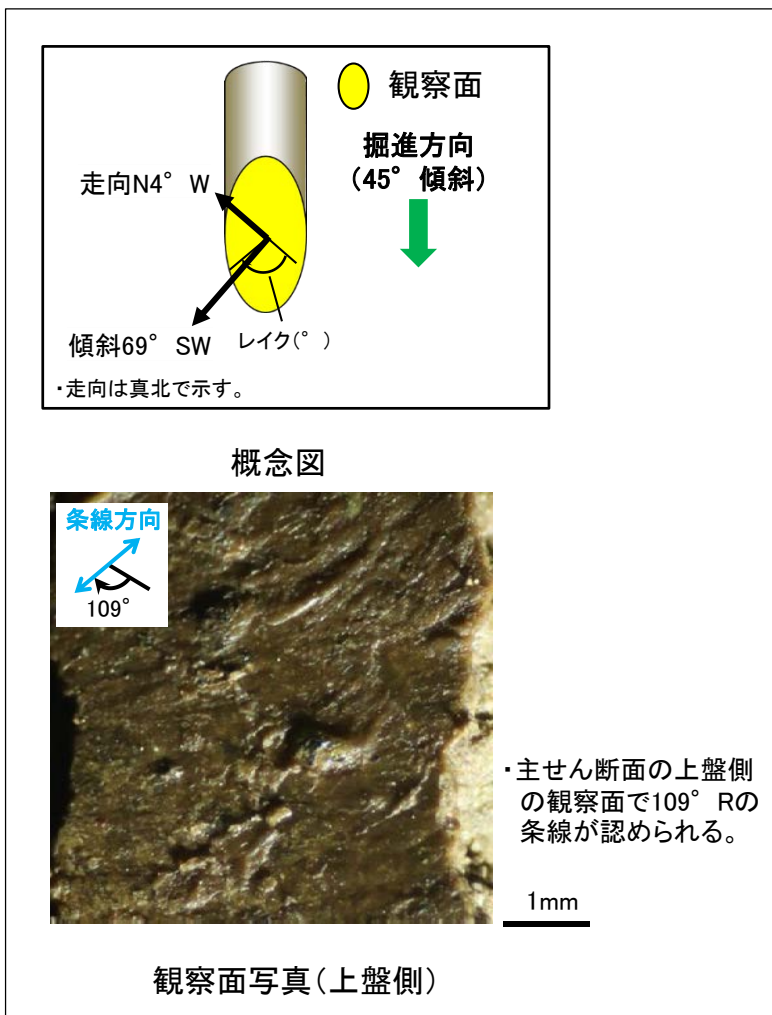 観察面
掘進方向
(45°傾斜)
走向N4°W
傾斜69°SW
レイク(°)
・走向は真北で示す。
概念図
条線方向
109°
・主せん断面の上盤側
の観察面で109°Rの
条線が認められる。
1mm
観察面写真(上盤側)